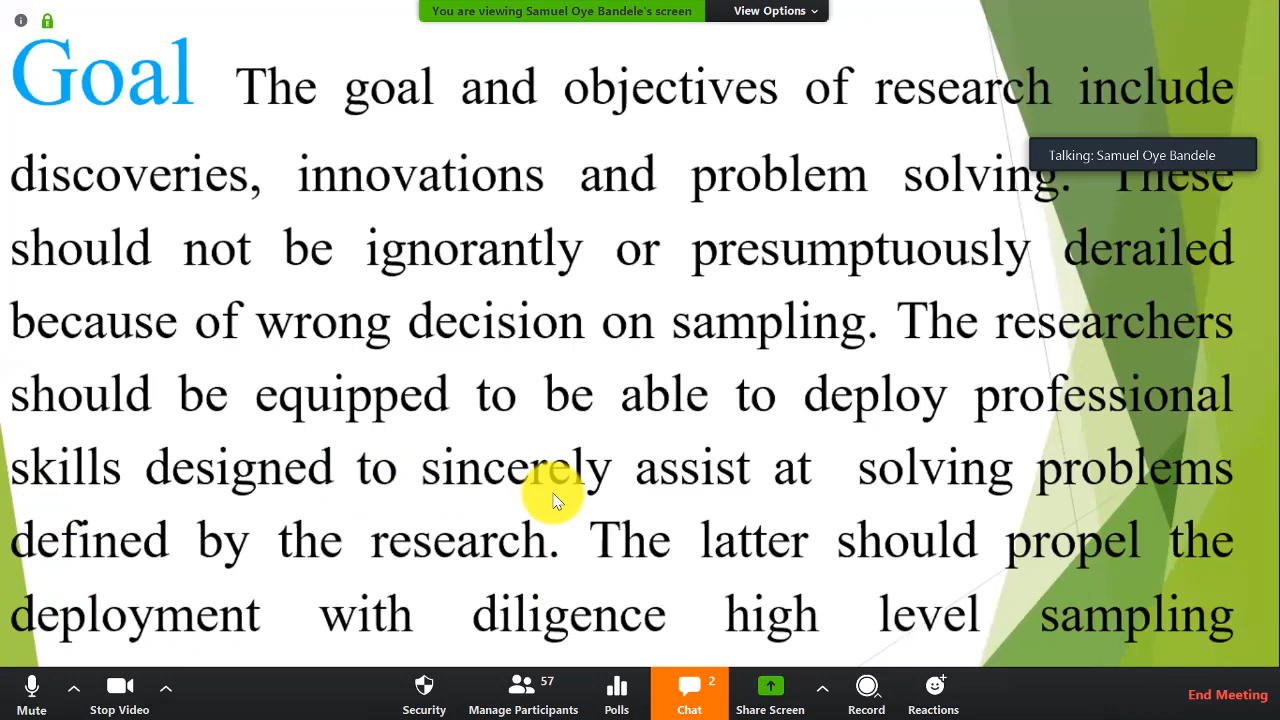 You are viewing Samuel Oye Bandele's screen View Options
Goal The goal and objectives of research include
Talking: Samuel Oye Bandele
discoveries, innovations and problem solving. These
should not be ignorantly or presumptuously derailed
because of wrong decision on sampling. The researchers
should be equipped to be able to deploy professional
skills designed to sincerely assist at solving problems
defined by the research. The latter should propel the
deployment with diligence high level sampling
57 2
Mute Stop Video Security Manage Participants Polls Chat Share Screen Record Reactions End Meeting